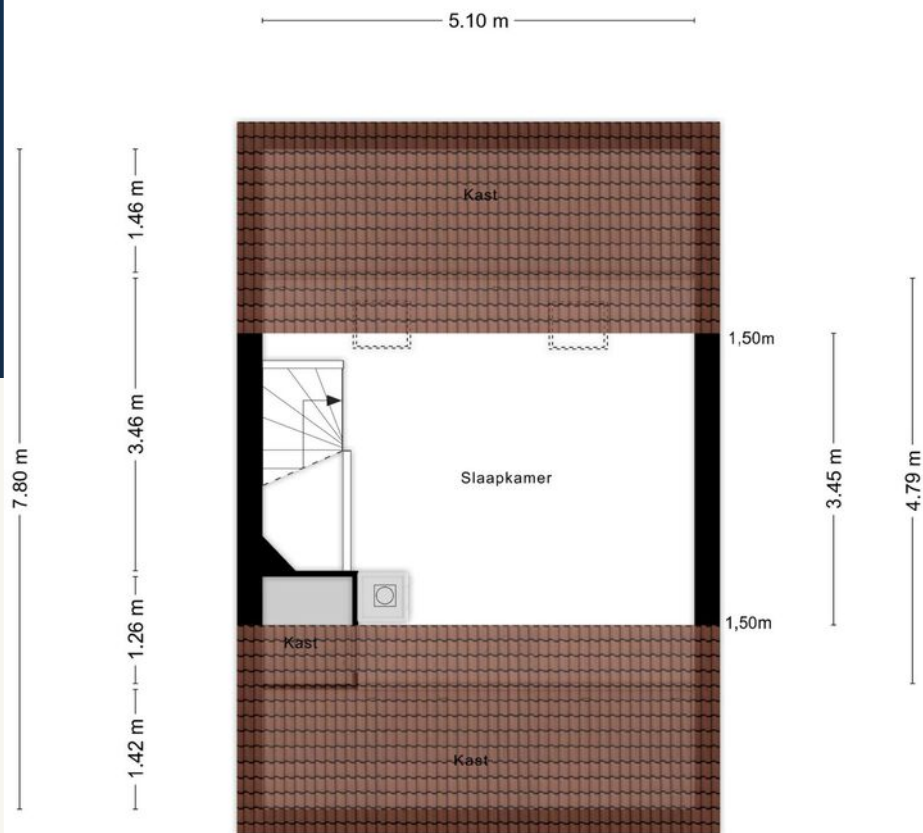 5.10 m
Kast
1.46 m
1,50m
3.46 m
7.80 m
Slaapkamer
3.45 m
4.79 m
1.26 m
1,50m
Kast
1.42 m
Kast